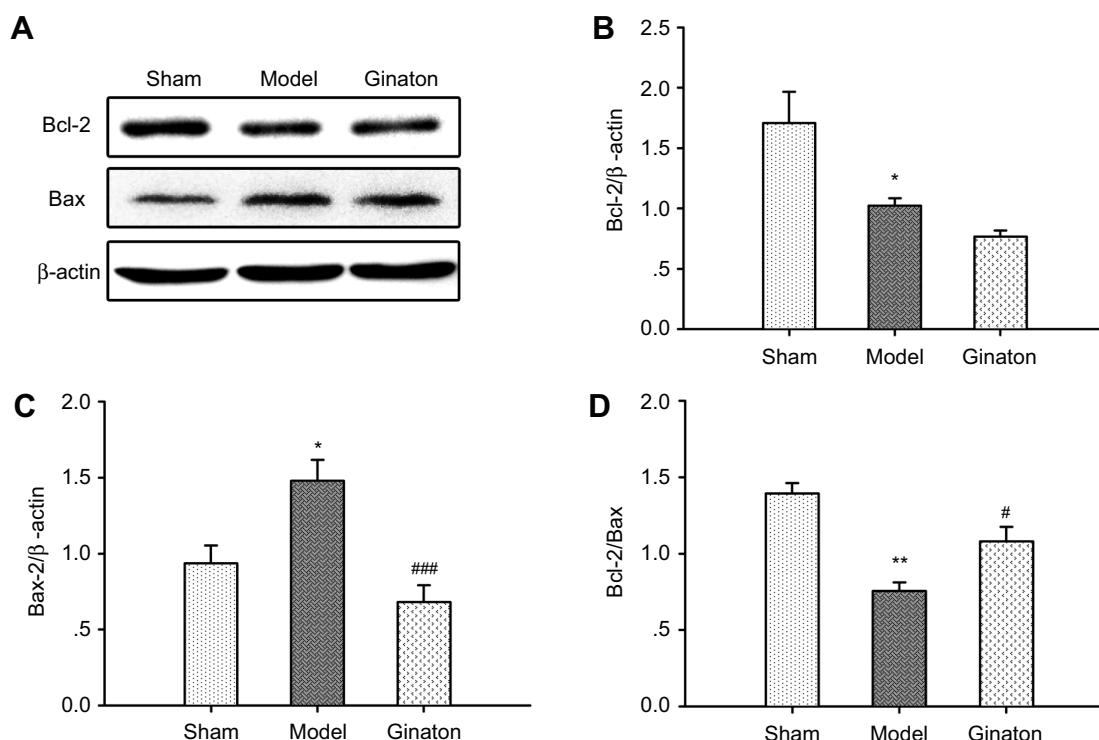 A
Sham Model Ginaton
Bcl-2
Bax
β-actin
B
Bcl-2/β -actin
2.5
2.0
1.5
1.0
.5
0.0
*
Sham Model Ginaton
C
Bax-2/β -actin
2.0
1.5
1.0
.5
0.0
*
###
Sham Model Ginaton
D
Bcl-2/Bax
2.0
1.5
1.0
.5
0.0
**
#
Sham Model Ginaton